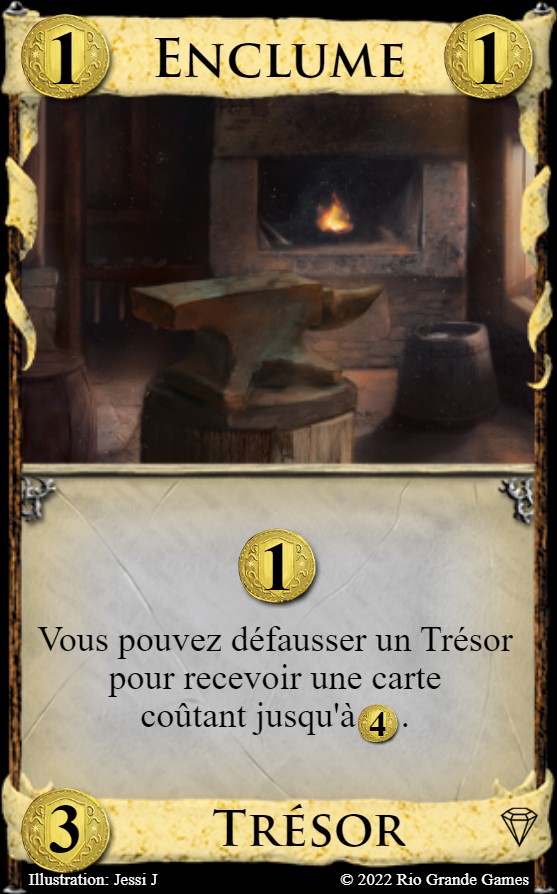 1 ENCLUME 1
1
Vous pouvez défausser un Trésor
pour recevoir une carte
coûtant jusqu'à 4 .
3 TRÉSOR
Illustration: Jessi J © 2022 Rio Grande Games